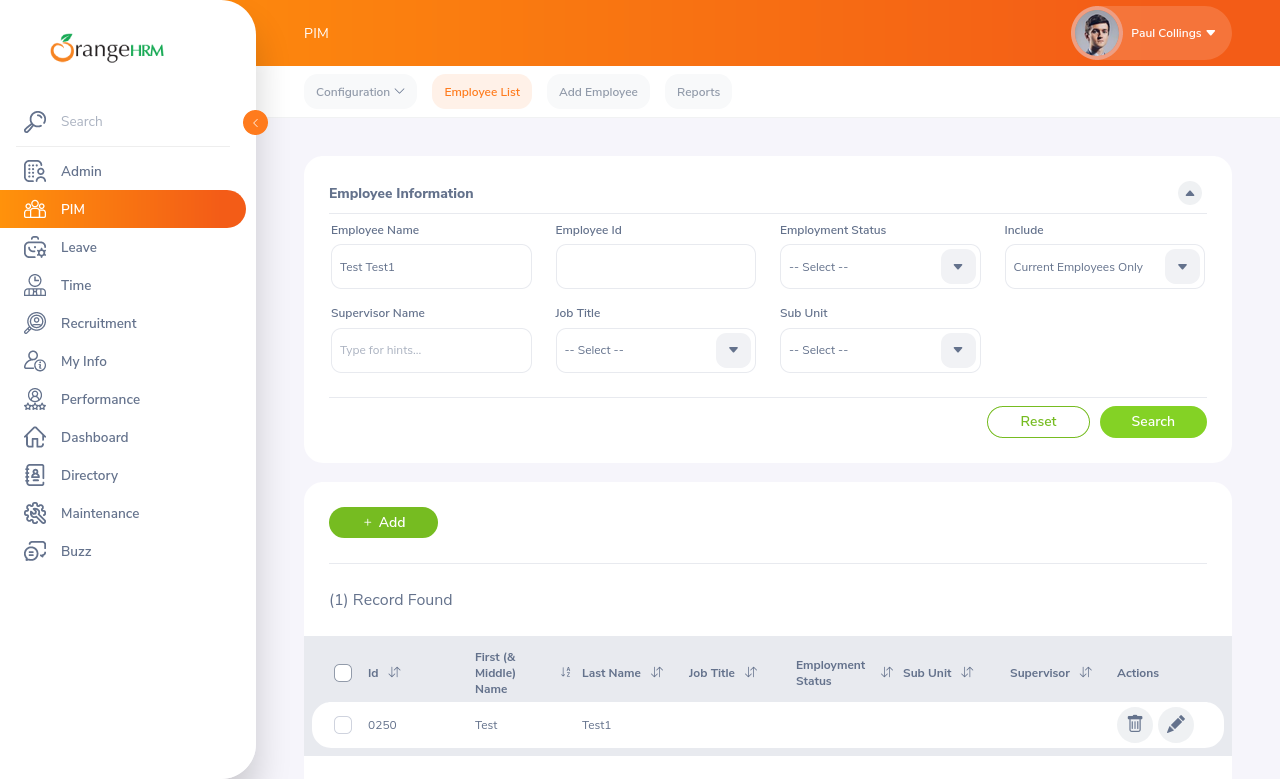 OrangeHRM
PIM
Paul Collings
Configuration
Employee List
Add Employee
Reports
Search
Admin
PIM
Leave
Time
Recruitment
My Info
Performance
Dashboard
Directory
Maintenance
Buzz
Employee Information
Employee Name
Employee Id
Employment Status
Include
Test Test1
-- Select --
Current Employees Only
Supervisor Name
Job Title
Sub Unit
Type for hints...
-- Select --
-- Select --
Reset
Search
+ Add
(1) Record Found
Id
First (&
Middle)
Name
Last Name
Job Title
Employment
Status
Sub Unit
Supervisor
Actions
0250
Test
Test1